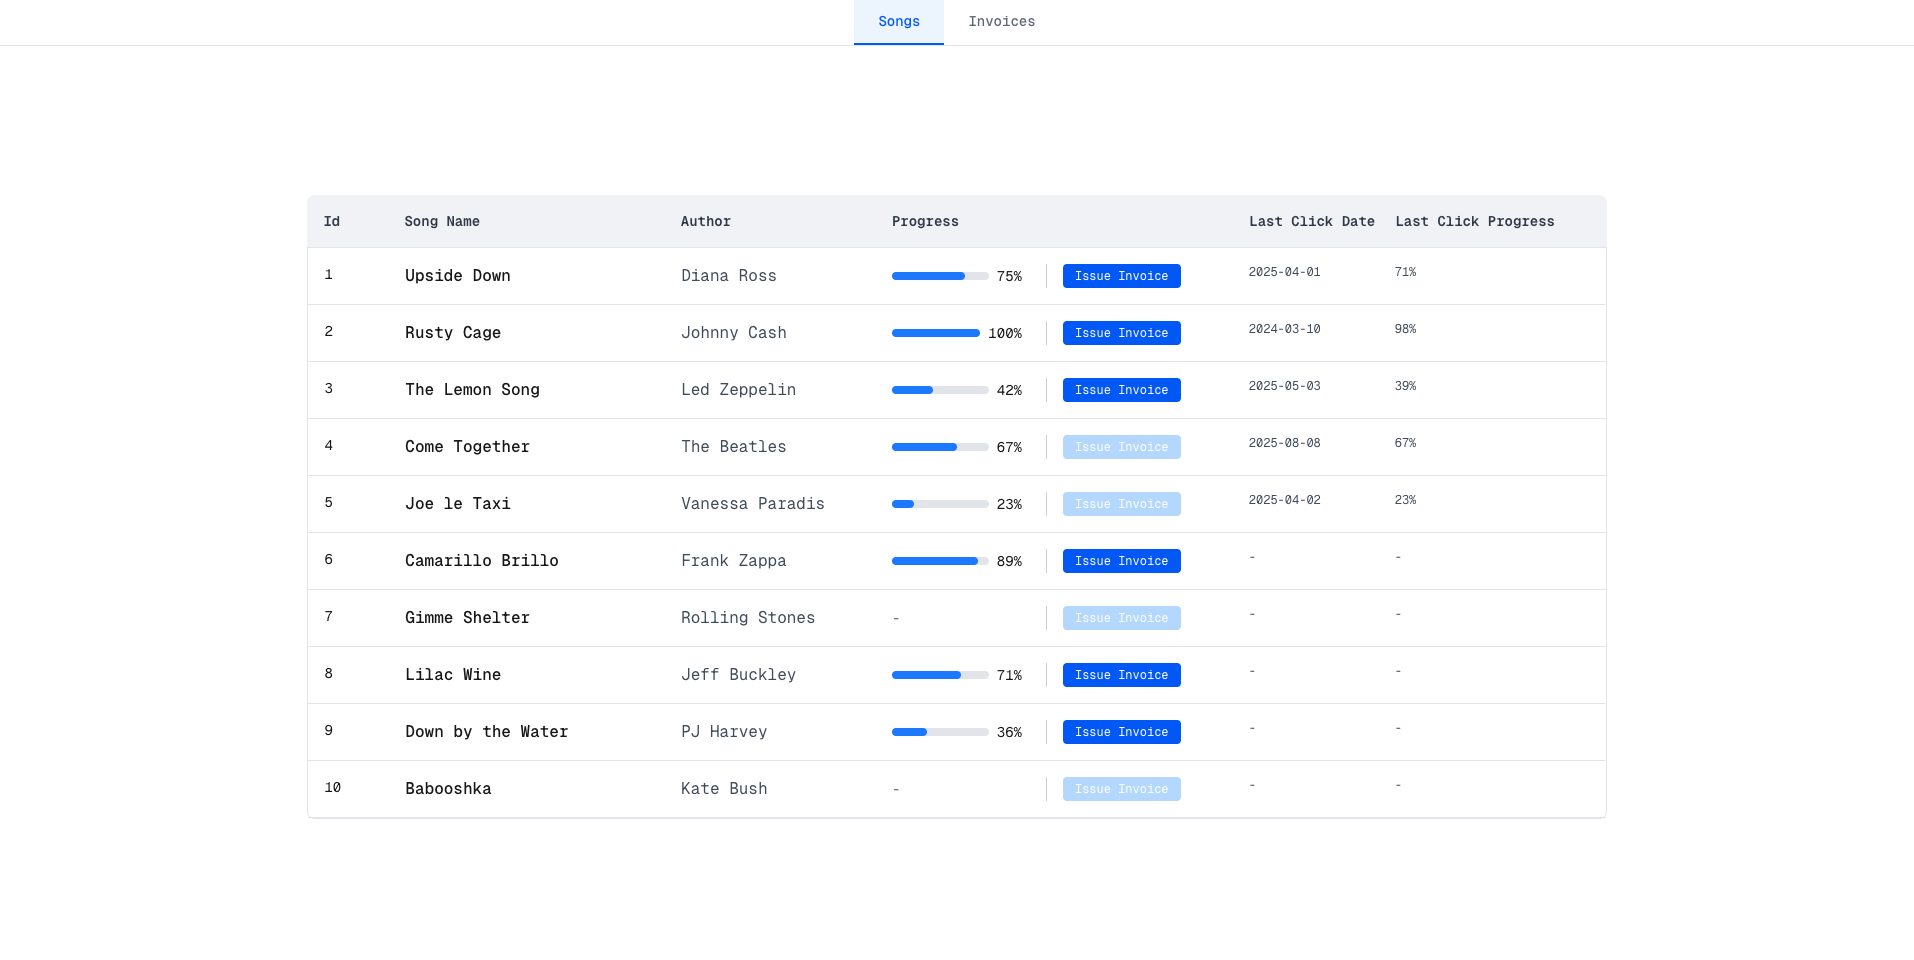 Songs Invoices
Id Song Name Author Progress Last Click Date Last Click Progress
1 Upside Down Diana Ross 75% Issue Invoice 2025-04-01 71%
2 Rusty Cage Johnny Cash 100% Issue Invoice 2024-03-10 98%
3 The Lemon Song Led Zeppelin 42% Issue Invoice 2025-05-03 39%
4 Come Together The Beatles 67% Issue Invoice 2025-08-08 67%
5 Joe le Taxi Vanessa Paradis 23% Issue Invoice 2025-04-02 23%
6 Camarillo Brillo Frank Zappa 89% Issue Invoice - -
7 Gimme Shelter Rolling Stones - Issue Invoice - -
8 Lilac Wine Jeff Buckley 71% Issue Invoice - -
9 Down by the Water PJ Harvey 36% Issue Invoice - -
10 Babooshka Kate Bush - Issue Invoice - -